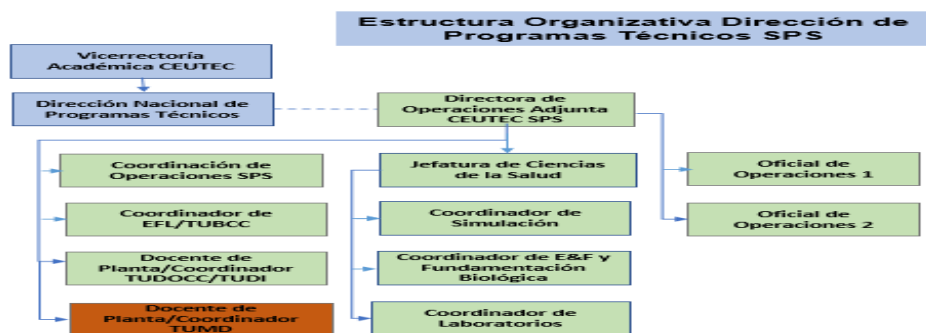 Estructura Organizativa Dirección de
Programas Técnicos SPS
Vicerrectoría
Académica CEUTEC
Dirección Nacional de
Programas Técnicos
Directora de
Operaciones Adjunta
CEUTEC SPS
Coordinación de
Operaciones SPS
Jefatura de Ciencias
de la Salud
Oficial de
Operaciones 1
Coordinador de
EFL/TUBCC
Coordinador de
Simulación
Oficial de
Operaciones 2
Docente de
Planta/Coordinador
TUDOCC/TUDI
Coordinador de E&F y
Fundamentación
Biológica
Docente de
Planta/Coordinador
TUMD
Coordinador de
Laboratorios